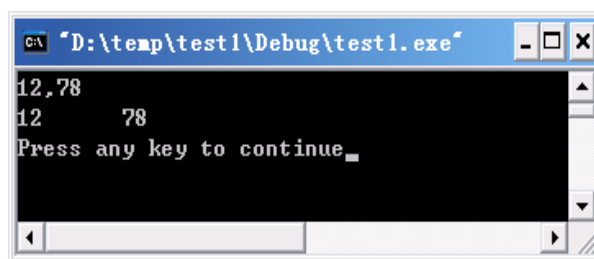 "D:\temp\test1\Debug\test1.exe"
12,78
12      78
Press any key to continue_